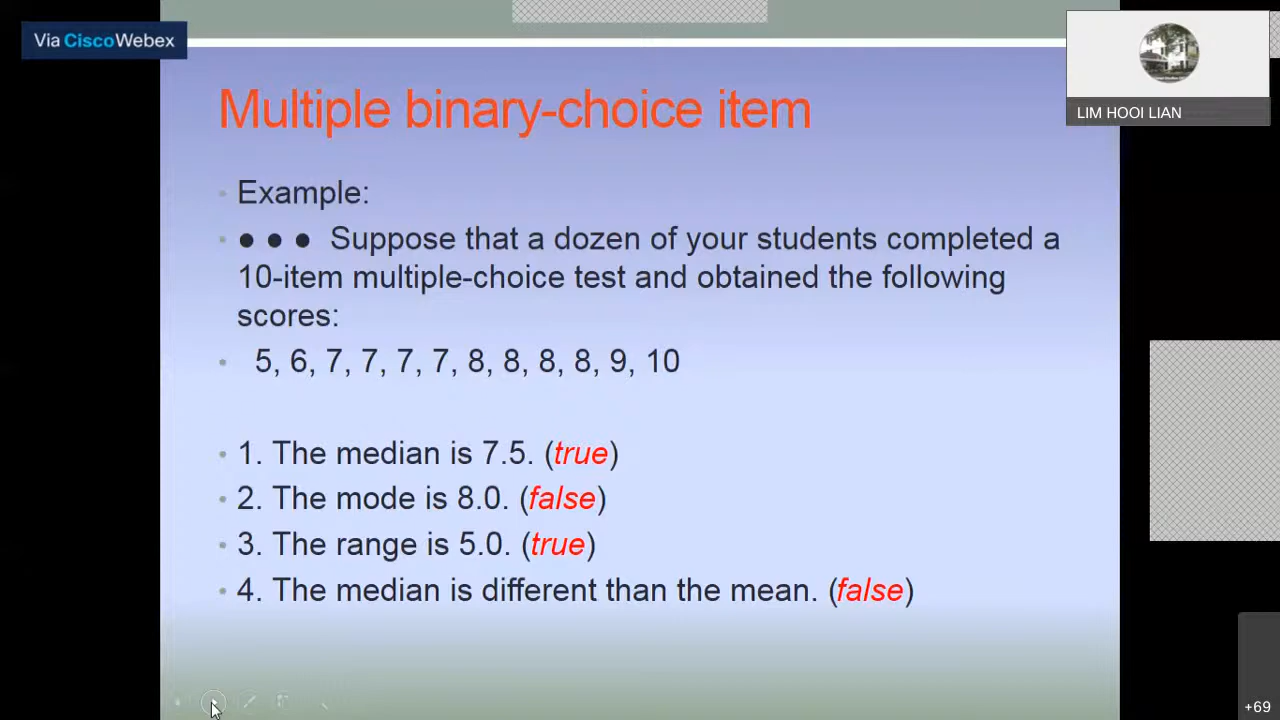 Via CiscoWebex
LIM HOOI LIAN
Multiple binary-choice item
• Example:
• ● ● ● Suppose that a dozen of your students completed a
10-item multiple-choice test and obtained the following
scores:
• 5, 6, 7, 7, 7, 7, 8, 8, 8, 8, 9, 10
• 1. The median is 7.5. (true)
• 2. The mode is 8.0. (false)
• 3. The range is 5.0. (true)
• 4. The median is different than the mean. (false)
+69